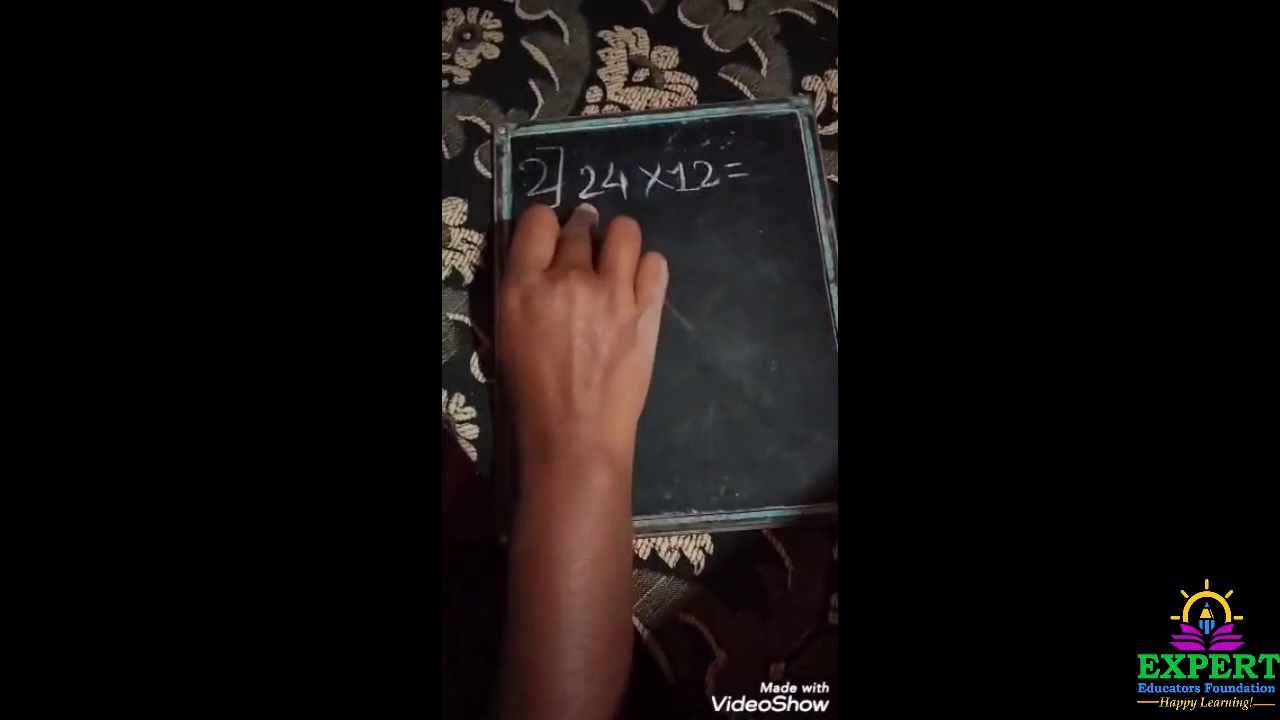 2] 24 × 12 =
Made with
VideoShow
EXPERT
Educators Foundation
Happy Learning!